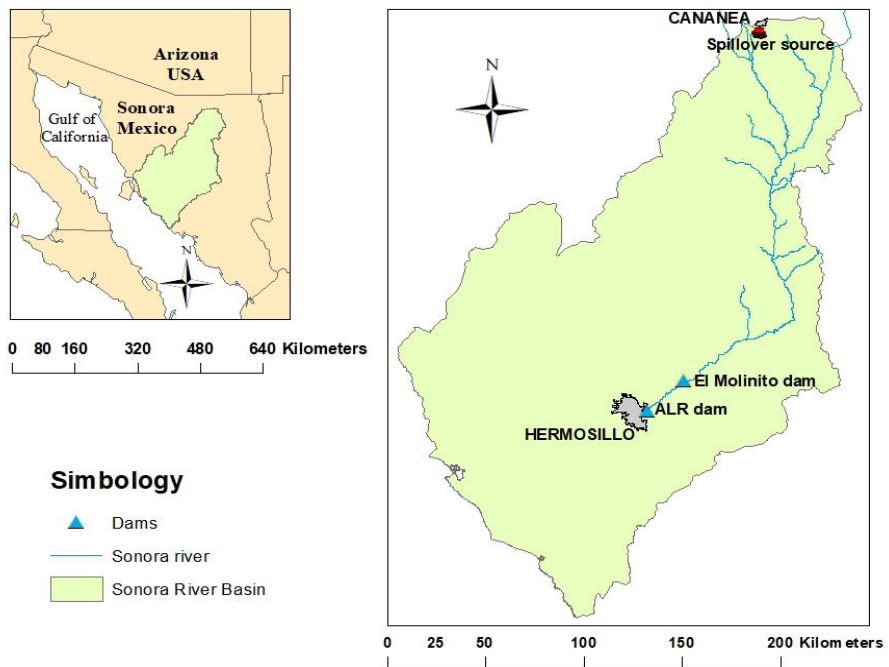 Arizona
USA
Sonora
Mexico
Gulf of
California
N
0 80 160 320 480 640 Kilometers
Simbology
Dams
Sonora river
Sonora River Basin
N
CANANEA
Spillover source
El Molinito dam
ALR dam
HERMOSILLO
0 25 50 100 150 200 Kilometers